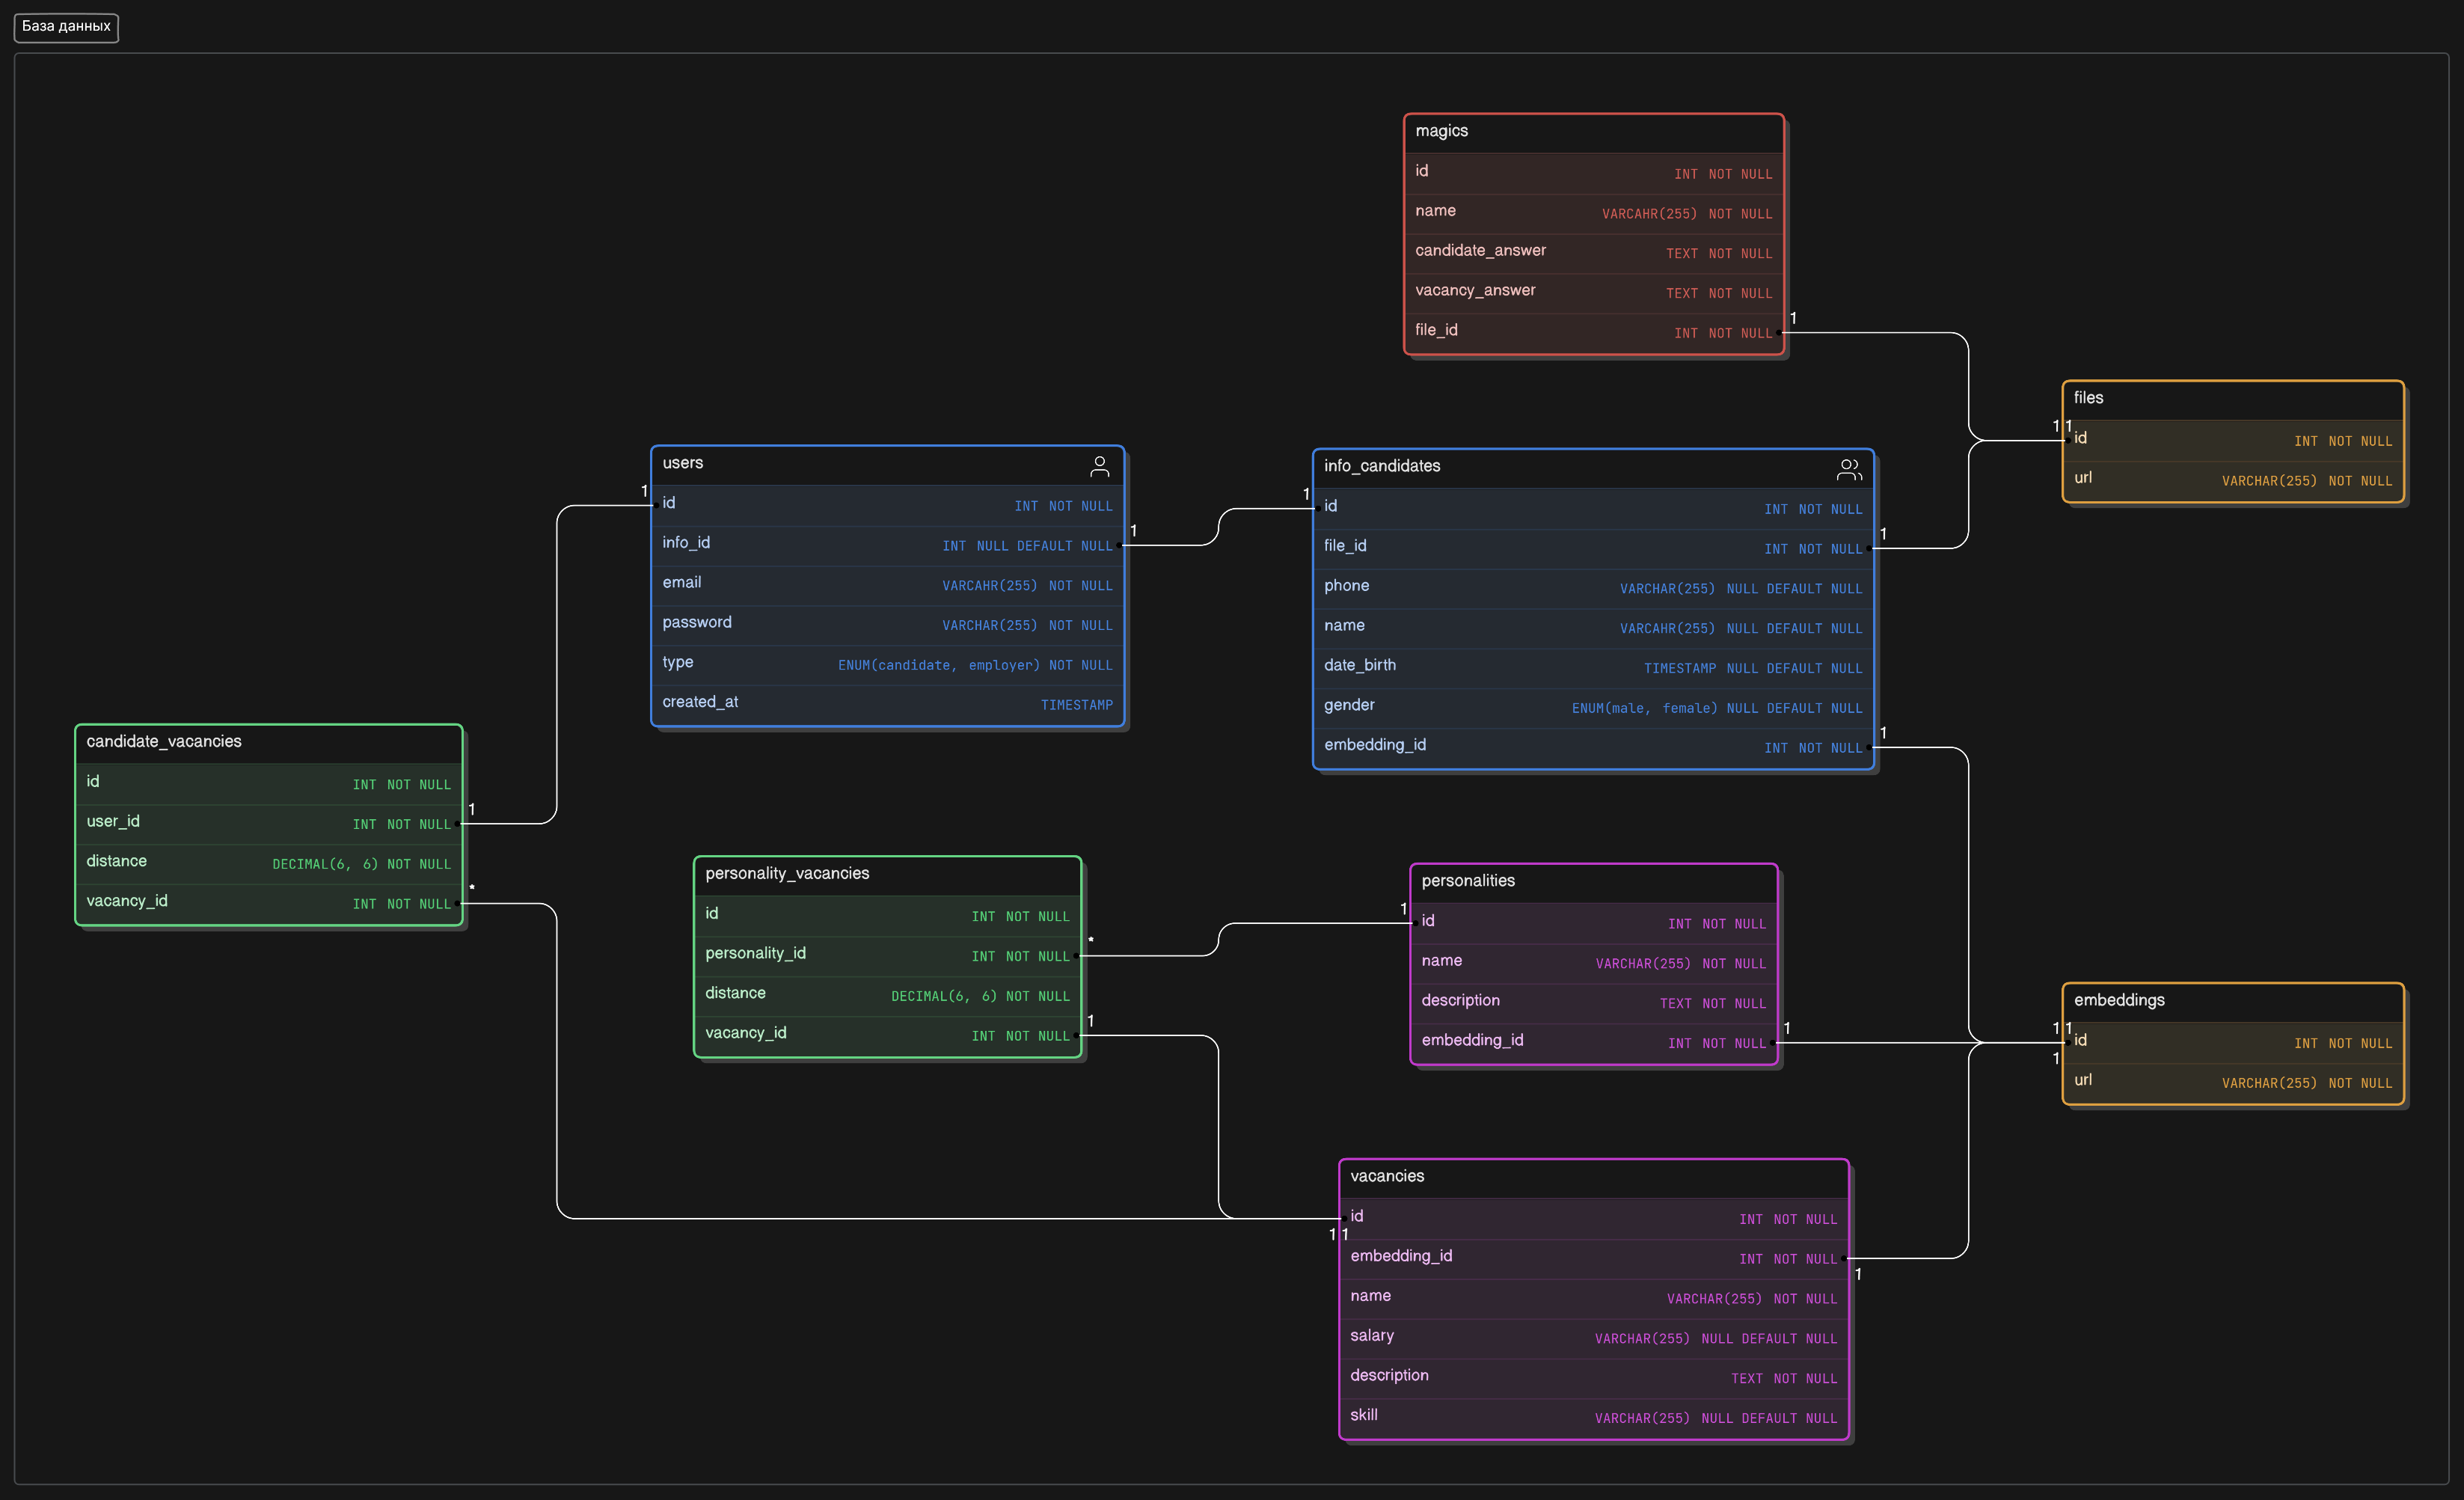 База данных
magics
id INT NOT NULL
name VARCAHR(255) NOT NULL
candidate_answer TEXT NOT NULL
vacancy_answer TEXT NOT NULL
file_id INT NOT NULL
1
files
1 1
id INT NOT NULL
url VARCHAR(255) NOT NULL
users
1
id INT NOT NULL
info_id INT NULL DEFAULT NULL
1
email VARCAHR(255) NOT NULL
password VARCHAR(255) NOT NULL
type ENUM(candidate, employer) NOT NULL
created_at TIMESTAMP
info_candidates
1
id INT NOT NULL
file_id INT NOT NULL
1
phone VARCHAR(255) NULL DEFAULT NULL
name VARCAHR(255) NULL DEFAULT NULL
date_birth TIMESTAMP NULL DEFAULT NULL
gender ENUM(male, female) NULL DEFAULT NULL
embedding_id INT NOT NULL
1
candidate_vacancies
id INT NOT NULL
user_id INT NOT NULL
1
distance DECIMAL(6, 6) NOT NULL
vacancy_id INT NOT NULL
*
personality_vacancies
id INT NOT NULL
personality_id INT NOT NULL
*
distance DECIMAL(6, 6) NOT NULL
vacancy_id INT NOT NULL
1
personalities
1
id INT NOT NULL
name VARCHAR(255) NOT NULL
description TEXT NOT NULL
embedding_id INT NOT NULL
1
embeddings
1 1
id INT NOT NULL
1
url VARCHAR(255) NOT NULL
vacancies
id INT NOT NULL
1 1
embedding_id INT NOT NULL
1
name VARCHAR(255) NOT NULL
salary VARCHAR(255) NULL DEFAULT NULL
description TEXT NOT NULL
skill VARCHAR(255) NULL DEFAULT NULL